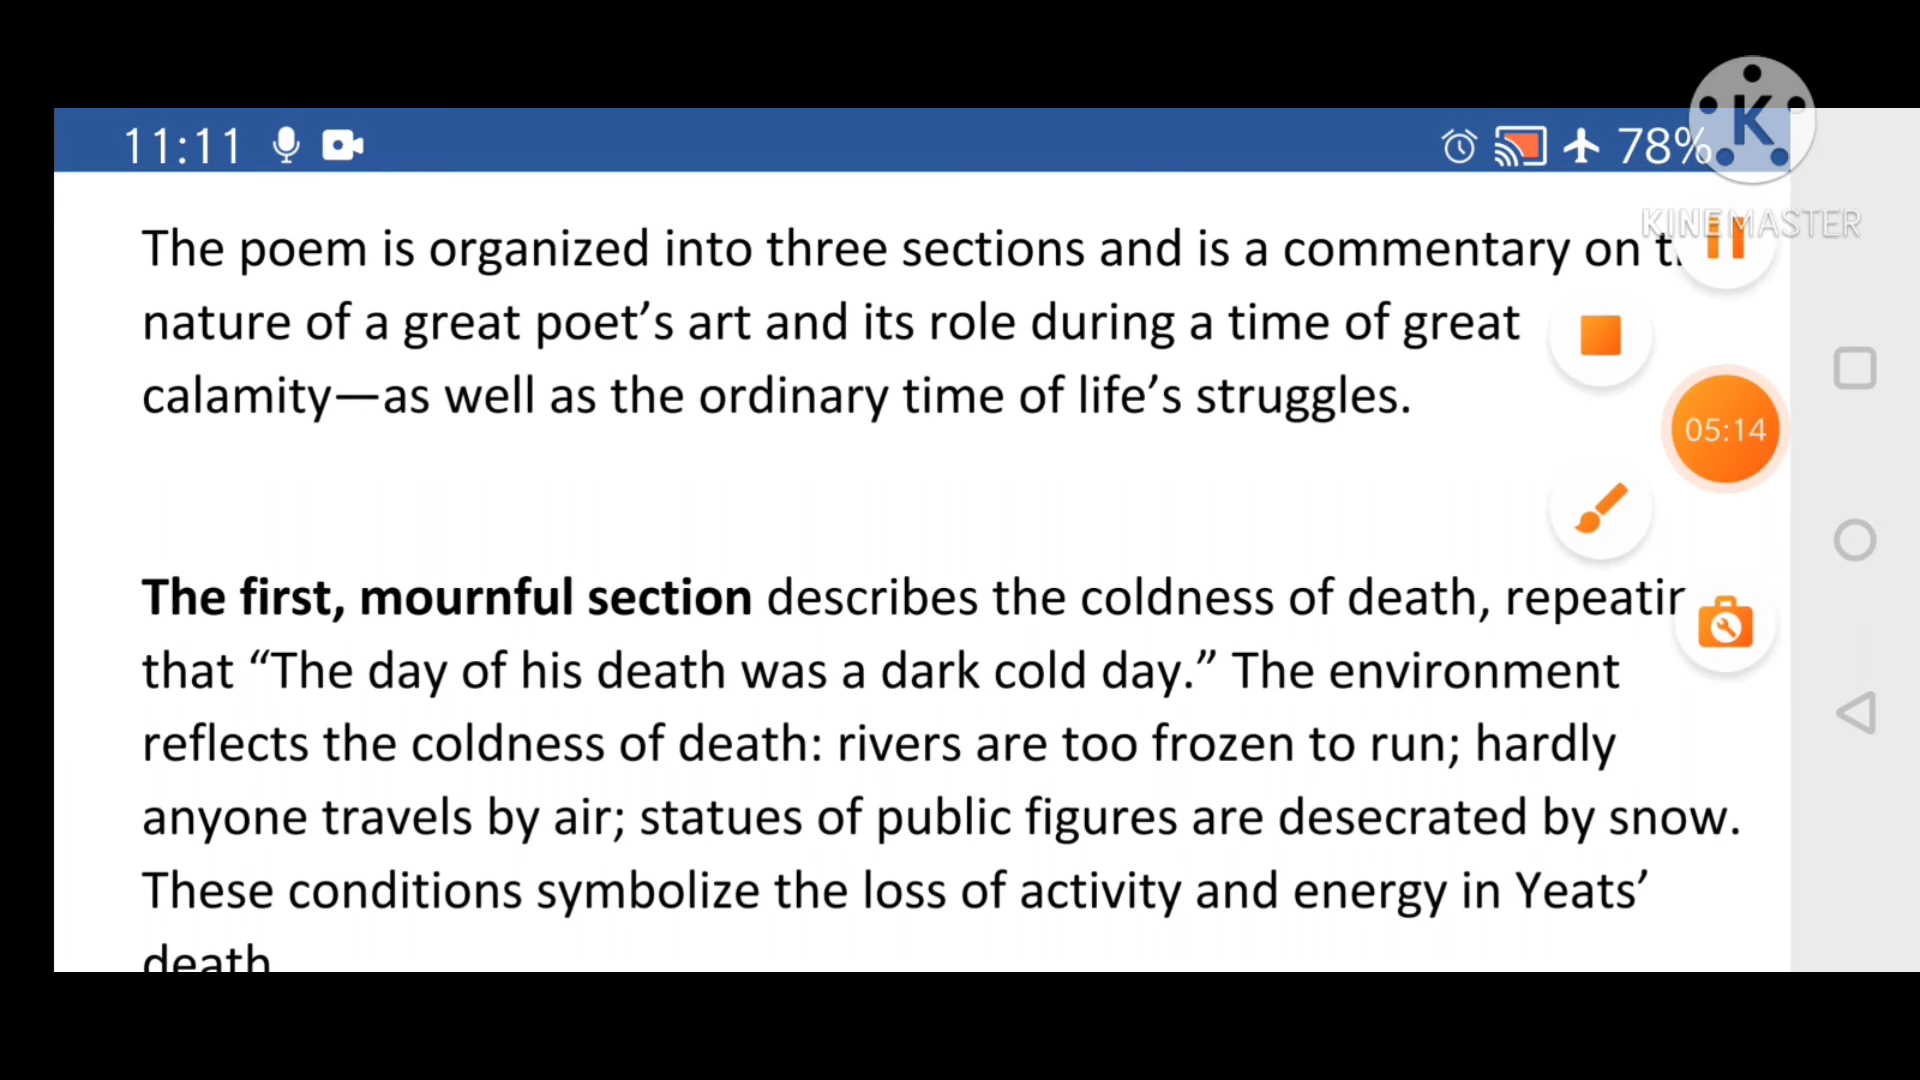 11:11
78%
K
KINEMASTER
The poem is organized into three sections and is a commentary on
nature of a great poet’s art and its role during a time of great
calamity—as well as the ordinary time of life’s struggles.
05:14
The first, mournful section describes the coldness of death,
that “The day of his death was a dark cold day.” The environment
reflects the coldness of death: rivers are too frozen to run; hardly
anyone travels by air; statues of public figures are desecrated by snow.
These conditions symbolize the loss of activity and energy in Yeats’
death